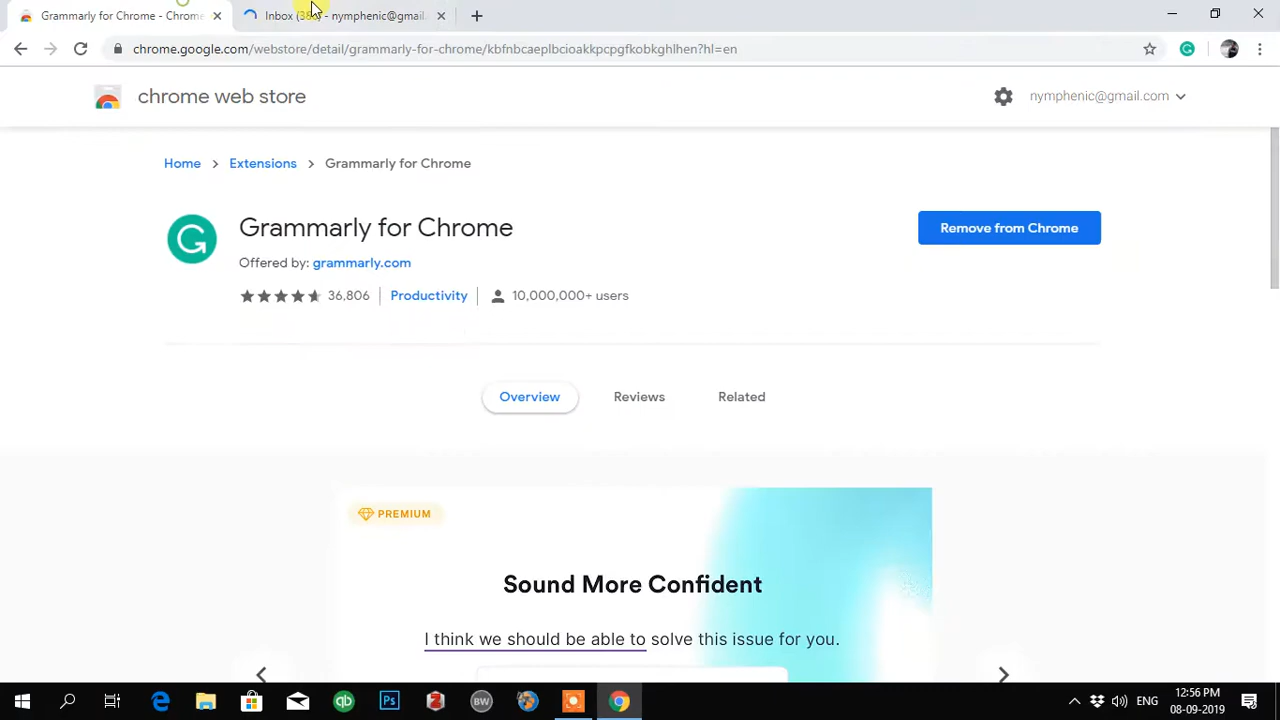 Grammarly for Chrome - Chrome
Inbox (38 - nymphenic@gmail.
chrome.google.com/webstore/detail/grammarly-for-chrome/kbfnbcaeplbcioakkpcpgfkobkghlhen?hl=en
chrome web store
nymphenic@gmail.com
Home > Extensions > Grammarly for Chrome
Grammarly for Chrome
Remove from Chrome
Offered by: grammarly.com
36,806 | Productivity | 10,000,000+ users
Overview Reviews Related
PREMIUM
Sound More Confident
I think we should be able to solve this issue for you.
ENG
12:56 PM
08-09-2019